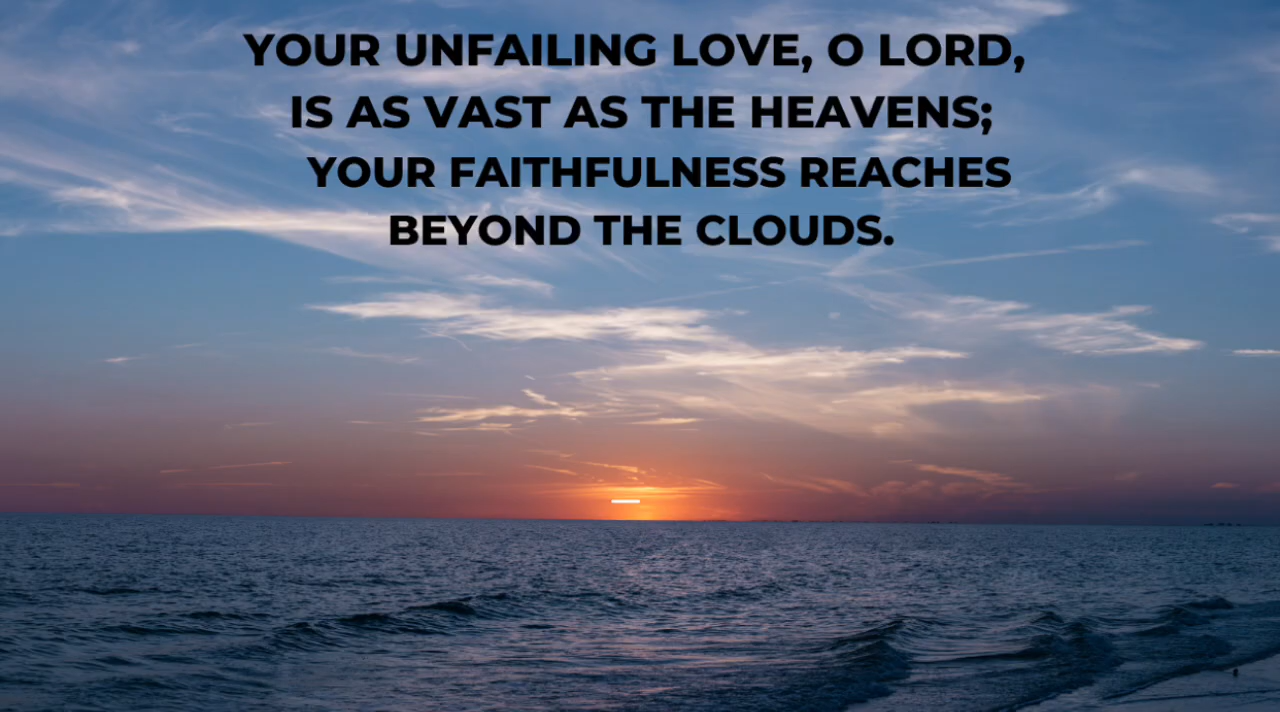 YOUR UNFAILING LOVE, O LORD,
IS AS VAST AS THE HEAVENS;
YOUR FAITHFULNESS REACHES
BEYOND THE CLOUDS.